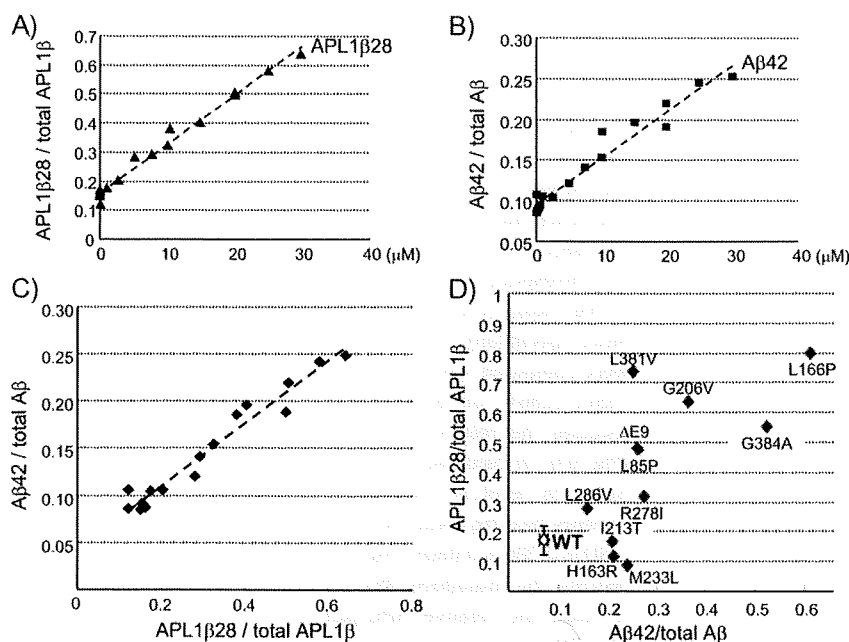 A)
APL1β28 / total APL1β
0.7
0.6
0.5
0.4
0.3
0.2
0.1
0
APL1β28
0 10 20 30 40 (μM)
B)
Aβ42 / total Aβ
0.30
0.25
0.20
0.15
0.10
0.05
Aβ42
0 10 20 30 40 (μM)
C)
Aβ42 / total Aβ
0.30
0.25
0.20
0.15
0.10
0.05
0 0.2 0.4 0.6 0.8
APL1β28 / total APL1β
D)
APL1β28/total APL1β
1
0.9
0.8
0.7
0.6
0.5
0.4
0.3
0.2
0.1
L381V
L166P
G206V
G384A
ΔE9
L85P
L286V
R278I
I213T
WT
H163R
M233L
0.1 0.2 0.3 0.4 0.5 0.6
Aβ42/total Aβ